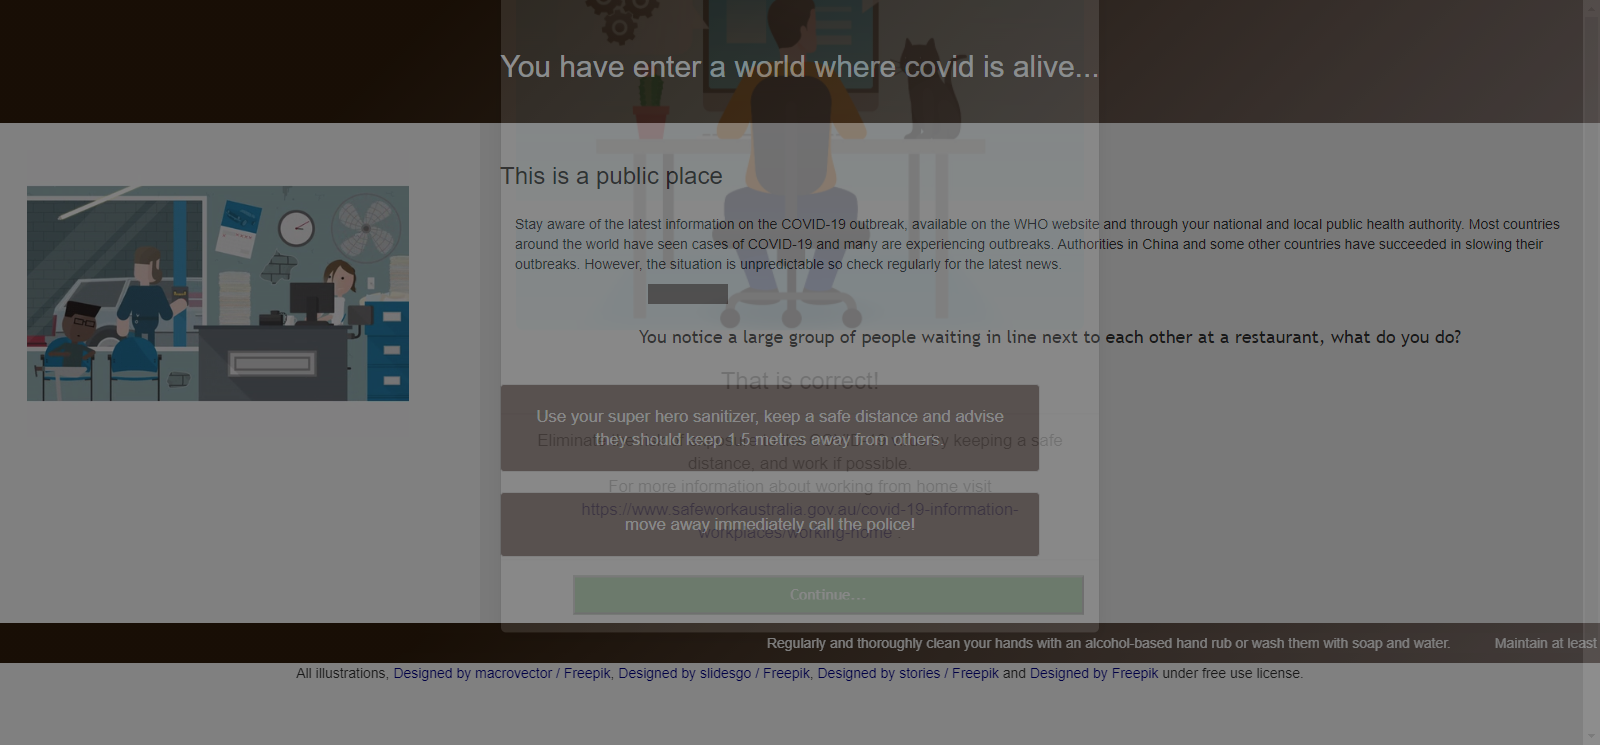 You have enter a world where covid is alive...
This is a public place
Stay aware of the latest information on the COVID-19 outbreak, available on the WHO website and through your national and local public health authority. Most countries
around the world have seen cases of COVID-19 and many are experiencing outbreaks. Authorities in China and some other countries have succeeded in slowing their
outbreaks. However, the situation is unpredictable so check regularly for the latest news.
You notice a large group of people waiting in line next to each other at a restaurant, what do you do?
That is correct!
Use your super hero sanitizer, keep a safe distance and advise
they should keep 1.5 metres away from others.
keeping a safe
distance, and work if possible.
For more information about working from home visit
https://www.safeworkaustralia.gov.au/covid-19-information-
workplaces/working-home .
move away immediately call the police!
Continue...
Regularly and thoroughly clean your hands with an alcohol-based hand rub or wash them with soap and water. Maintain at least
All illustrations, Designed by macrovector / Freepik, Designed by slidesgo / Freepik, Designed by stories / Freepik and Designed by Freepik under free use license.